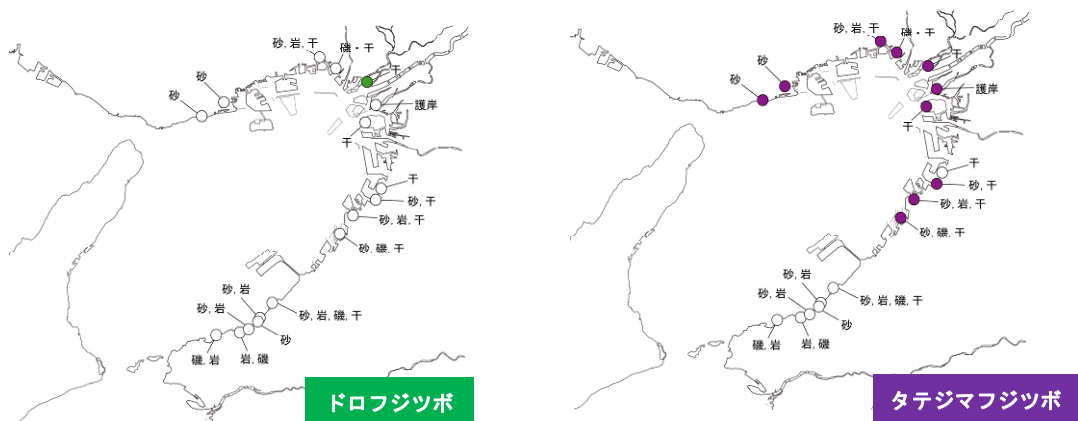 砂, 岩, 干
磯・干
干
砂
砂
護岸
干
干
砂, 干
砂, 岩, 干
砂, 磯, 干
砂, 岩
砂, 岩
砂, 岩, 磯, 干
砂
磯, 岩
岩, 磯
ドロフジツボ
砂, 岩, 干
磯・干
干
砂
砂
護岸
干
干
砂, 干
砂, 岩, 干
砂, 磯, 干
砂, 岩
砂, 岩
砂, 岩, 磯, 干
砂
磯, 岩
岩, 磯
タテジマフジツボ